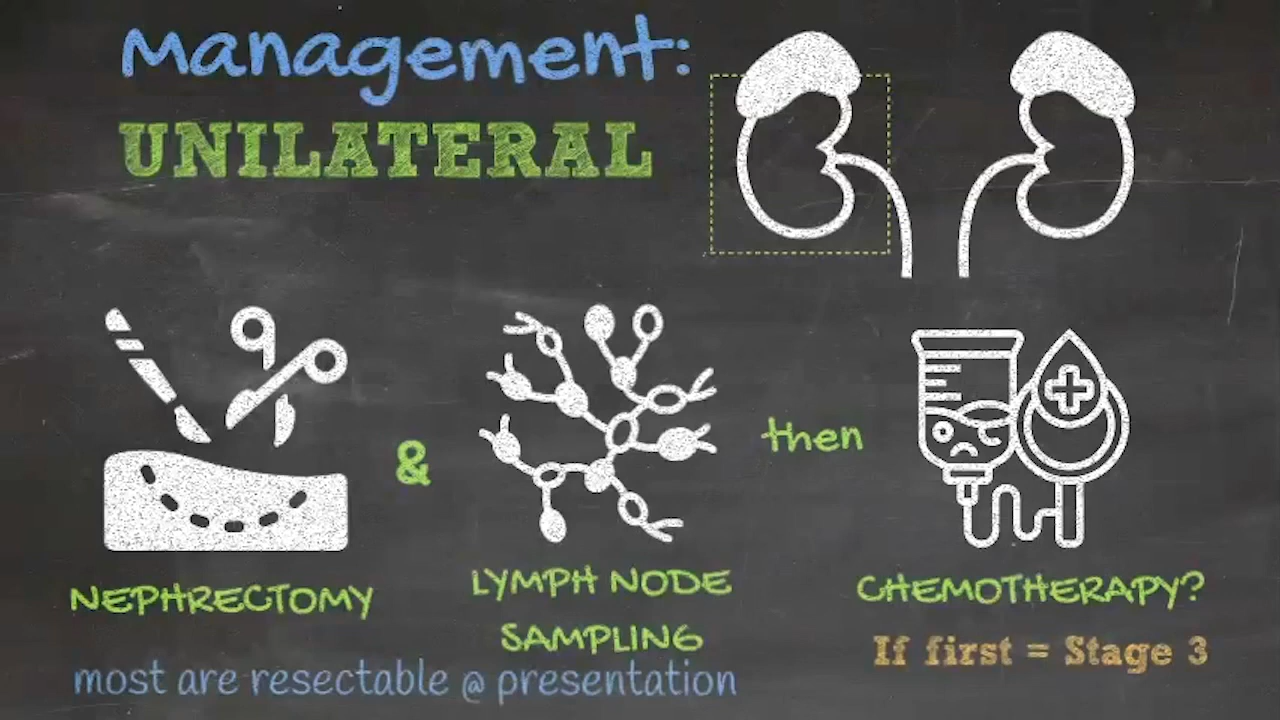 Management:
UNILATERAL
&
then
NEPHRECTOMY
LYMPH NODE
SAMPLING
CHEMOTHERAPY?
If first = Stage 3
most are resectable @ presentation